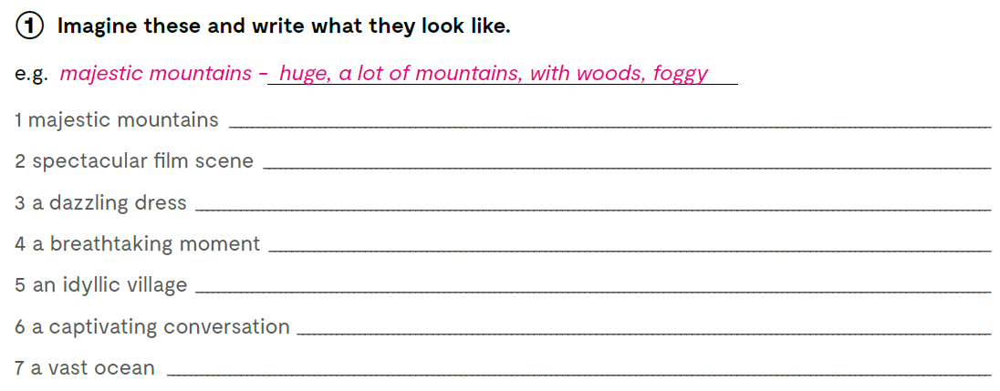 1 Imagine these and write what they look like.
e.g. majestic mountains - huge, a lot of mountains, with woods, foggy
1 majestic mountains
2 spectacular film scene
3 a dazzling dress
4 a breathtaking moment
5 an idyllic village
6 a captivating conversation
7 a vast ocean